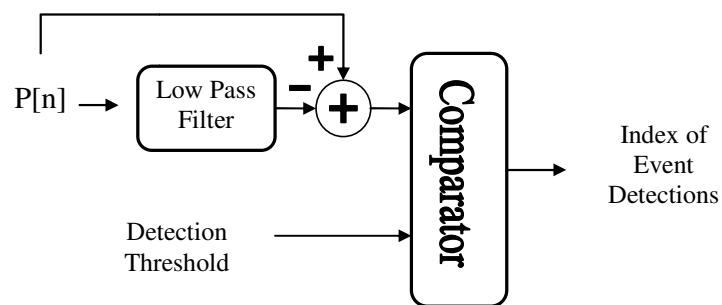 P[n]
Low Pass
Filter
−
+
+
Comparator
Detection
Threshold
Index of
Event
Detections